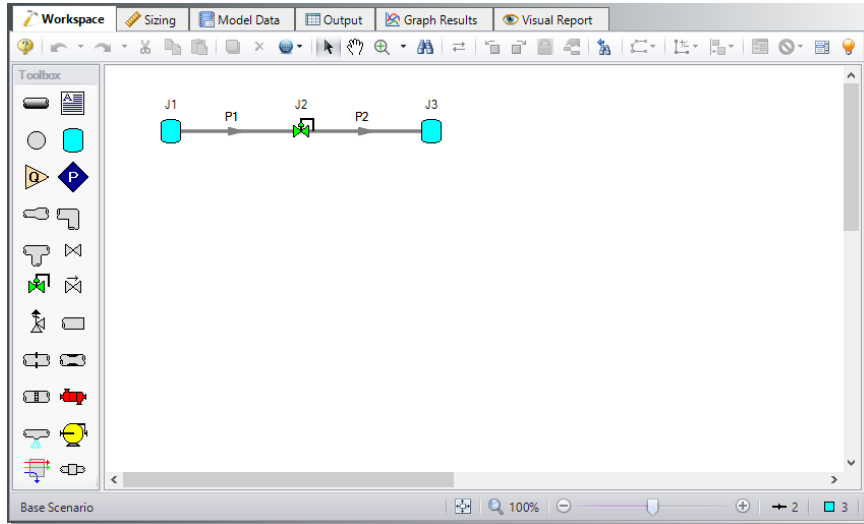 Workspace Sizing Model Data Output Graph Results Visual Report
Toolbox
A
Q P
J1 J2 J3
P1 P2
Base Scenario 100% 2 3